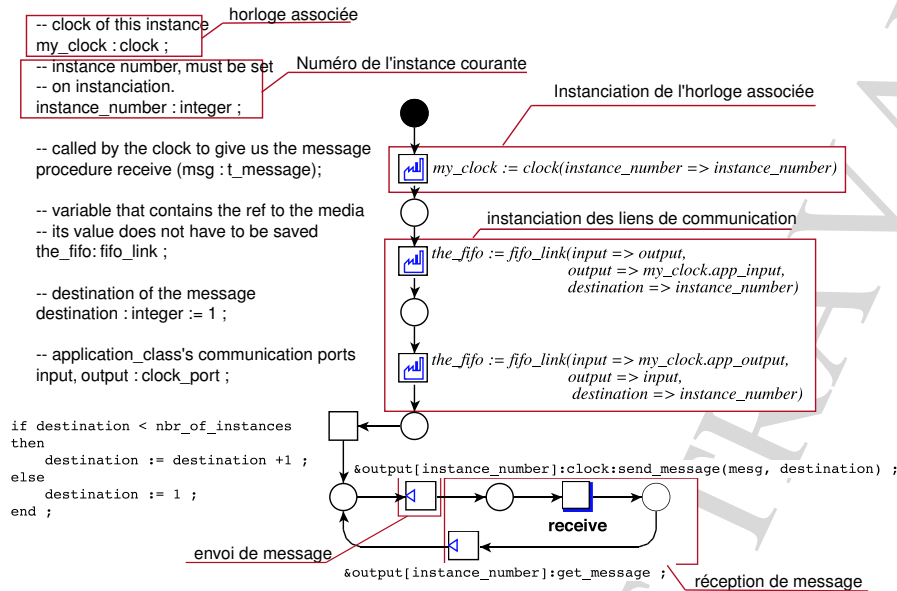 -- clock of this instance
my_clock : clock ;
horloge associée
-- instance number, must be set
-- on instanciation.
instance_number : integer ;
Numéro de l'instance courante
-- called by the clock to give us the message
procedure receive (msg : t_message);
-- variable that contains the ref to the media
-- its value does not have to be saved
the_fifo: fifo_link ;
-- destination of the message
destination : integer := 1 ;
-- application_class's communication ports
input, output : clock_port ;
Instanciation de l'horloge associée
my_clock := clock(instance_number => instance_number)
instanciation des liens de communication
the_fifo := fifo_link(input => output,
output => my_clock.app_input,
destination => instance_number)
the_fifo := fifo_link(input => my_clock.app_output,
output => input,
destination => instance_number)
if destination < nbr_of_instances
then
destination := destination +1 ;
else
destination := 1 ;
end ;
&output[instance_number]:clock:send_message(mesg, destination) ;
receive
envoi de message
&output[instance_number]:get_message ;
réception de message
TRAVA